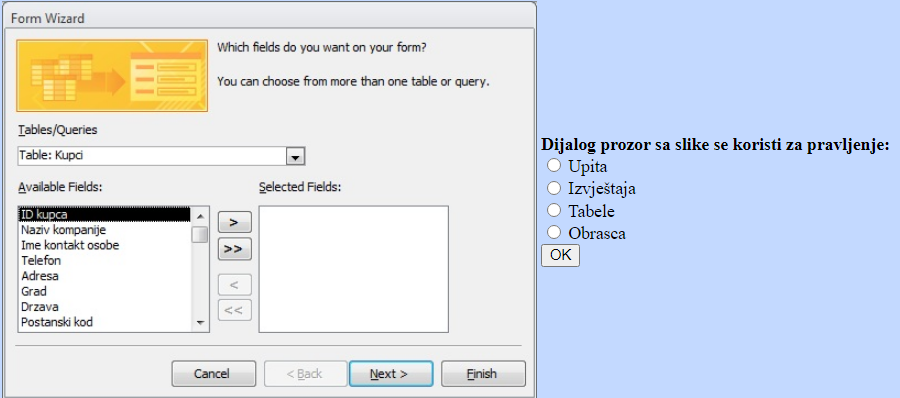 Form Wizard
Which fields do you want on your form?
You can choose from more than one table or query.
Tables/Queries
Table: Kupci
Available Fields:
Selected Fields:
ID kupca
Naziv kompanije
Ime kontakt osobe
Telefon
Adresa
Grad
Drzava
Postanski kod
>
>>
<
<<
Cancel
< Back
Next >
Finish
Dijalog prozor sa slike se koristi za pravljenje:
Upita
Izvještaja
Tabele
Obrasca
OK